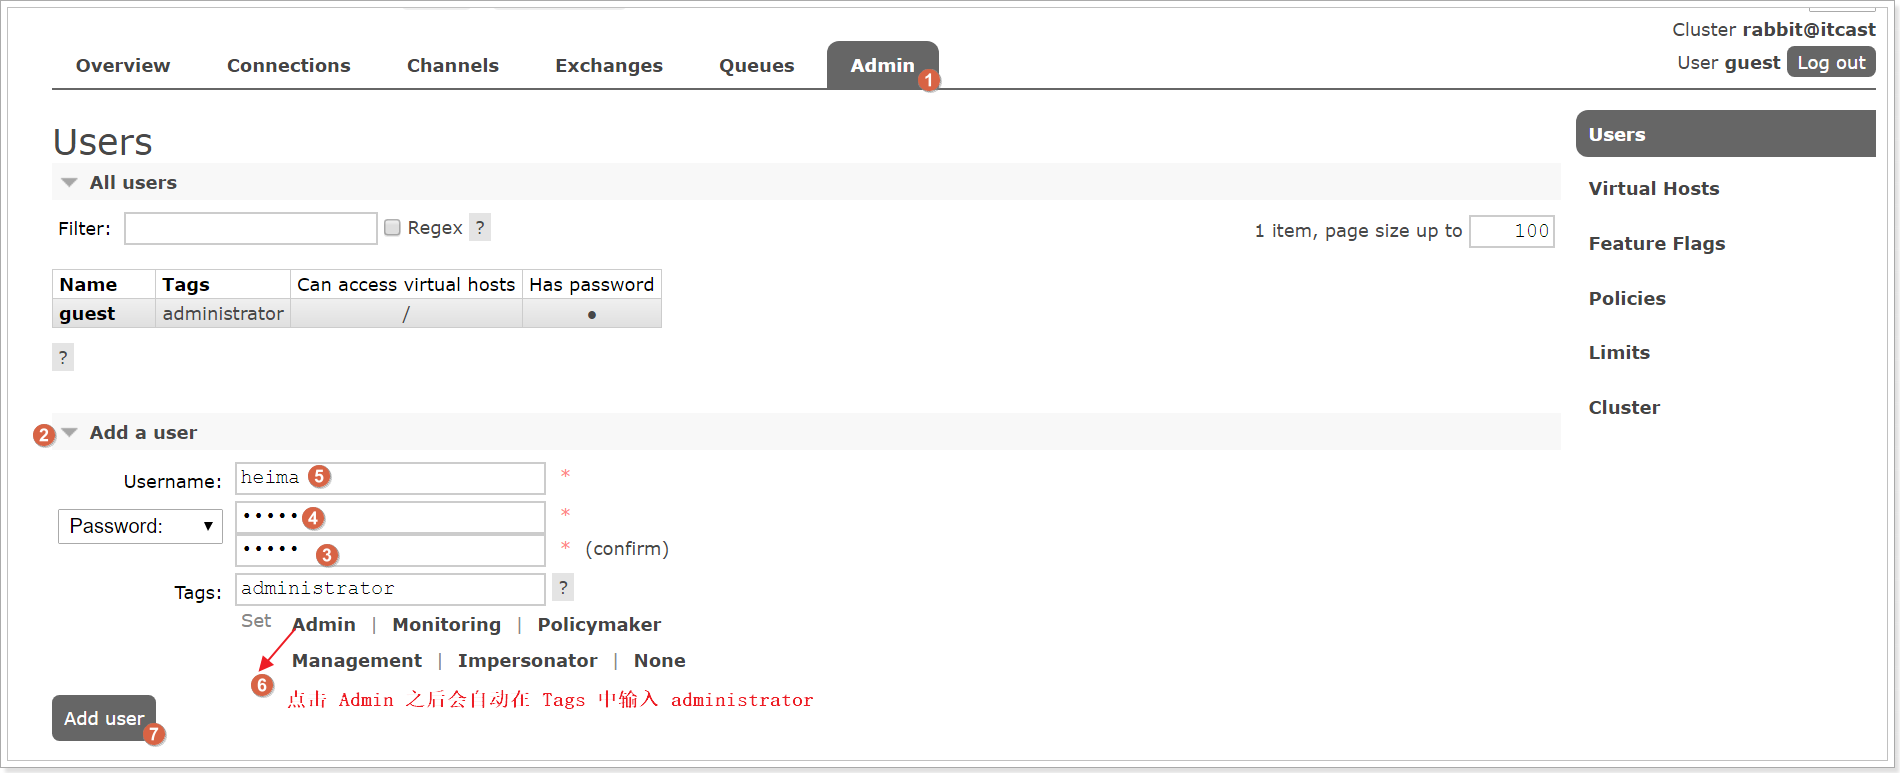 Cluster rabbit@itcast
User guest Log out
Overview Connections Channels Exchanges Queues Admin 1
Users
All users
Filter: Regex ?
1 item, page size up to 100
Name Tags Can access virtual hosts Has password
guest administrator / ●
?
2 Add a user
Username: heima 5 *
Password: ▼ ••••• 4 *
••••• 3 * (confirm)
Tags: administrator ?
Set Admin | Monitoring | Policymaker
Management | Impersonator | None
6 点击 Admin 之后会自动在 Tags 中输入 administrator
Add user 7
Users
Virtual Hosts
Feature Flags
Policies
Limits
Cluster